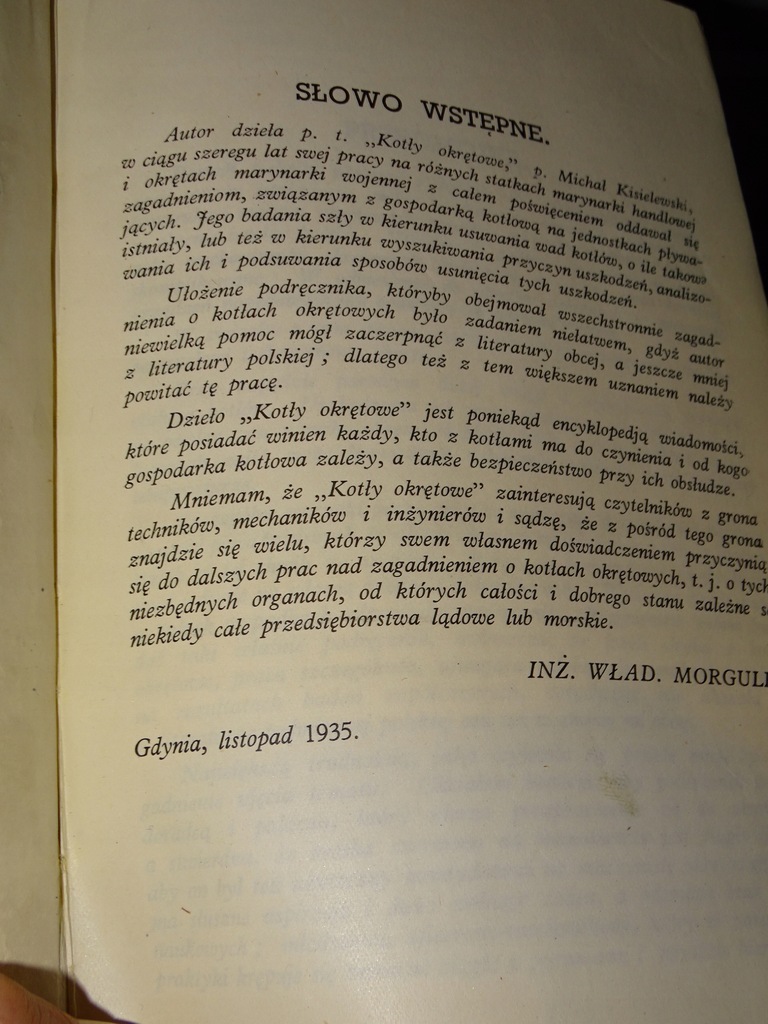 SŁOWO WSTĘPNE.
Autor dzieła p. t. „Kotły okrętowe,” p. Michał Kisielewski,
w ciągu szeregu lat swej pracy na różnych statkach marynarki handlowej
i okrętach marynarki wojennej z całem poświęceniem oddawał się
zagadnieniom, związanym z gospodarką kotłową na jednostkach pływa-
jących. Jego badania szły w kierunku usuwania wad kotłów, o ile takowe
istniały, lub też w kierunku wyszukiwania przyczyn uszkodzeń, analizo-
wania ich i podsuwania sposobów usunięcia tych uszkodzeń.
Ułożenie podręcznika, któryby obejmował wszechstronnie zagad-
nienia o kotłach okrętowych było zadaniem niełatwem, gdyż autor
niewielką pomoc mógł zaczerpnąć z literatury obcej, a jeszcze mniej
z literatury polskiej; dlatego też z tem większem uznaniem należy
powitać tę pracę.
Dzieło „Kotły okrętowe” jest poniekąd encyklopedją wiadomości,
które posiadać winien każdy, kto z kotłami ma do czynienia i od kogo
gospodarka kotłowa zależy, a także bezpieczeństwo przy ich obsłudze.
Mniemam, że „Kotły okrętowe” zainteresują czytelników z grona
techników, mechaników i inżynierów i sądzę, że z pośród tego grona
znajdzie się wielu, którzy swem własnem doświadczeniem przyczynią
się do dalszych prac nad zagadnieniem o kotłach okrętowych, t. j. o tych
niezbędnych organach, od których całości i dobrego stanu zależne
niekiedy całe przedsiębiorstwa lądowe lub morskie.
INŻ. WŁAD.
Gdynia, listopad 1935.